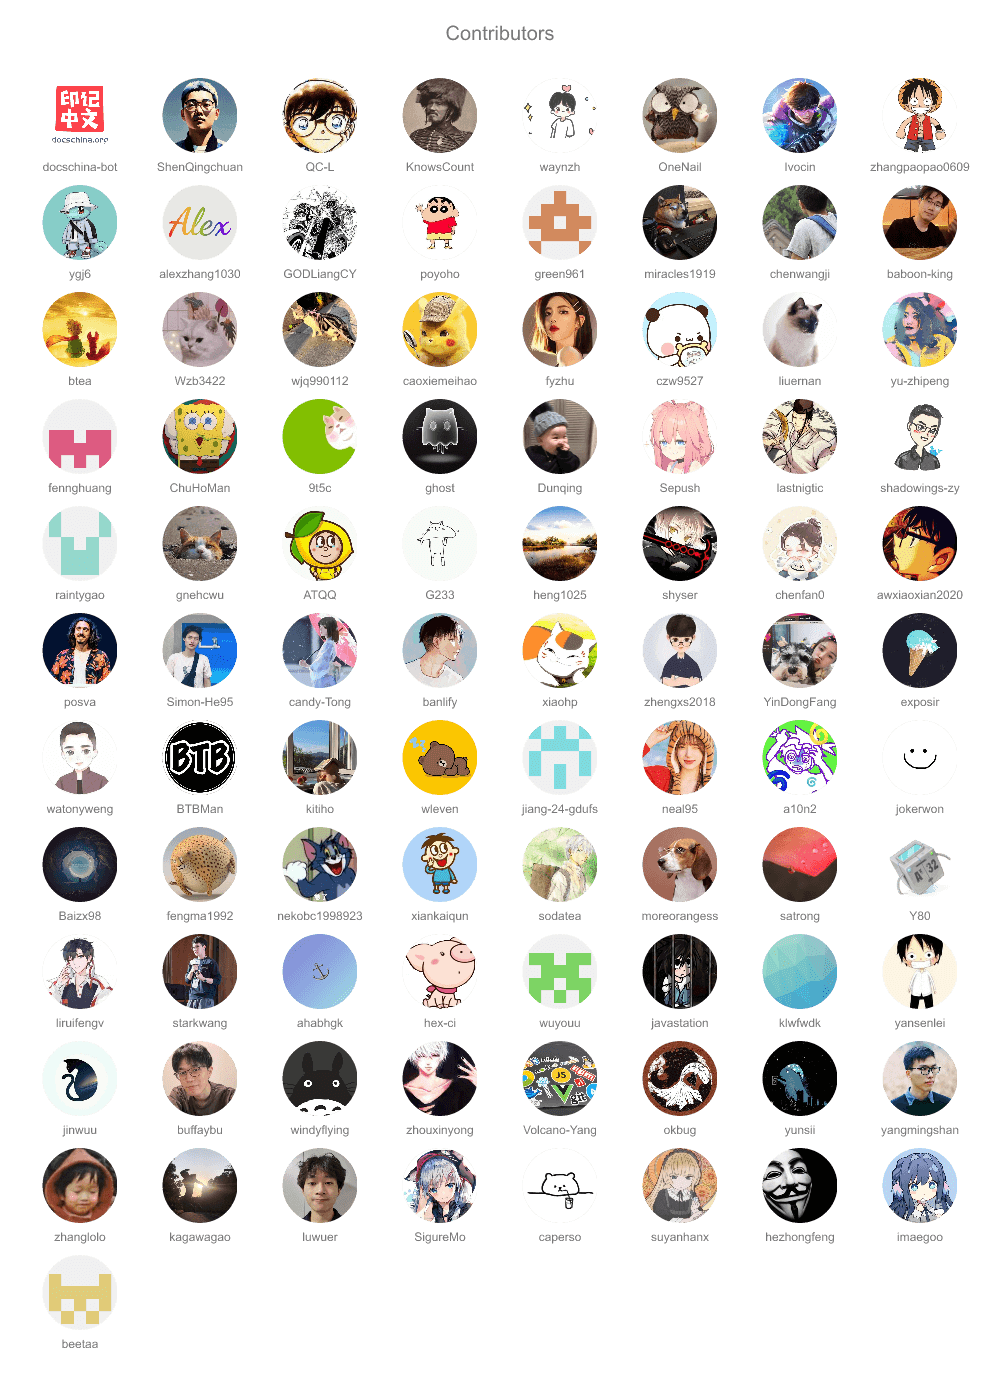 Contributors
印记
中文
docschina.org
docschina-bot
ShenQingchuan
QC-L
KnowsCount
waynzh
OneNail
Ivocin
zhangpaopao0609
Alex
ygj6
alexzhang1030
GODLiangCY
poyoho
green961
miracles1919
chenwangji
baboon-king
btea
Wzb3422
wjq990112
caoxiemeihao
fyzhu
czw9527
liuernan
yu-zhipeng
fennghuang
ChuHoMan
9t5c
ghost
Dunqing
Sepush
lastnigtic
shadowings-zy
raintygao
gnehcwu
ATQQ
G233
heng1025
shyser
chenfan0
awxiaoxian2020
posva
Simon-He95
candy-Tong
banlify
xiaohp
zhengxs2018
YinDongFang
exposir
BTB
watonyweng
BTBMan
kitiho
wleven
jiang-24-gdufs
neal95
a10n2
jokerwon
Baizx98
fengma1992
nekobc1998923
xiankaiqun
sodatea
moreorangess
satrong
Y80
liruifengv
starkwang
ahabhgk
hex-ci
wuyouu
javastation
klwfwdk
yansenlei
JS
git
jinwuu
buffaybu
windyflying
zhouxinyong
Volcano-Yang
okbug
yunsii
yangmingshan
zhanglolo
kagawagao
luwuer
SigureMo
caperso
suyanhanx
hezhongfeng
imaegoo
beetaa